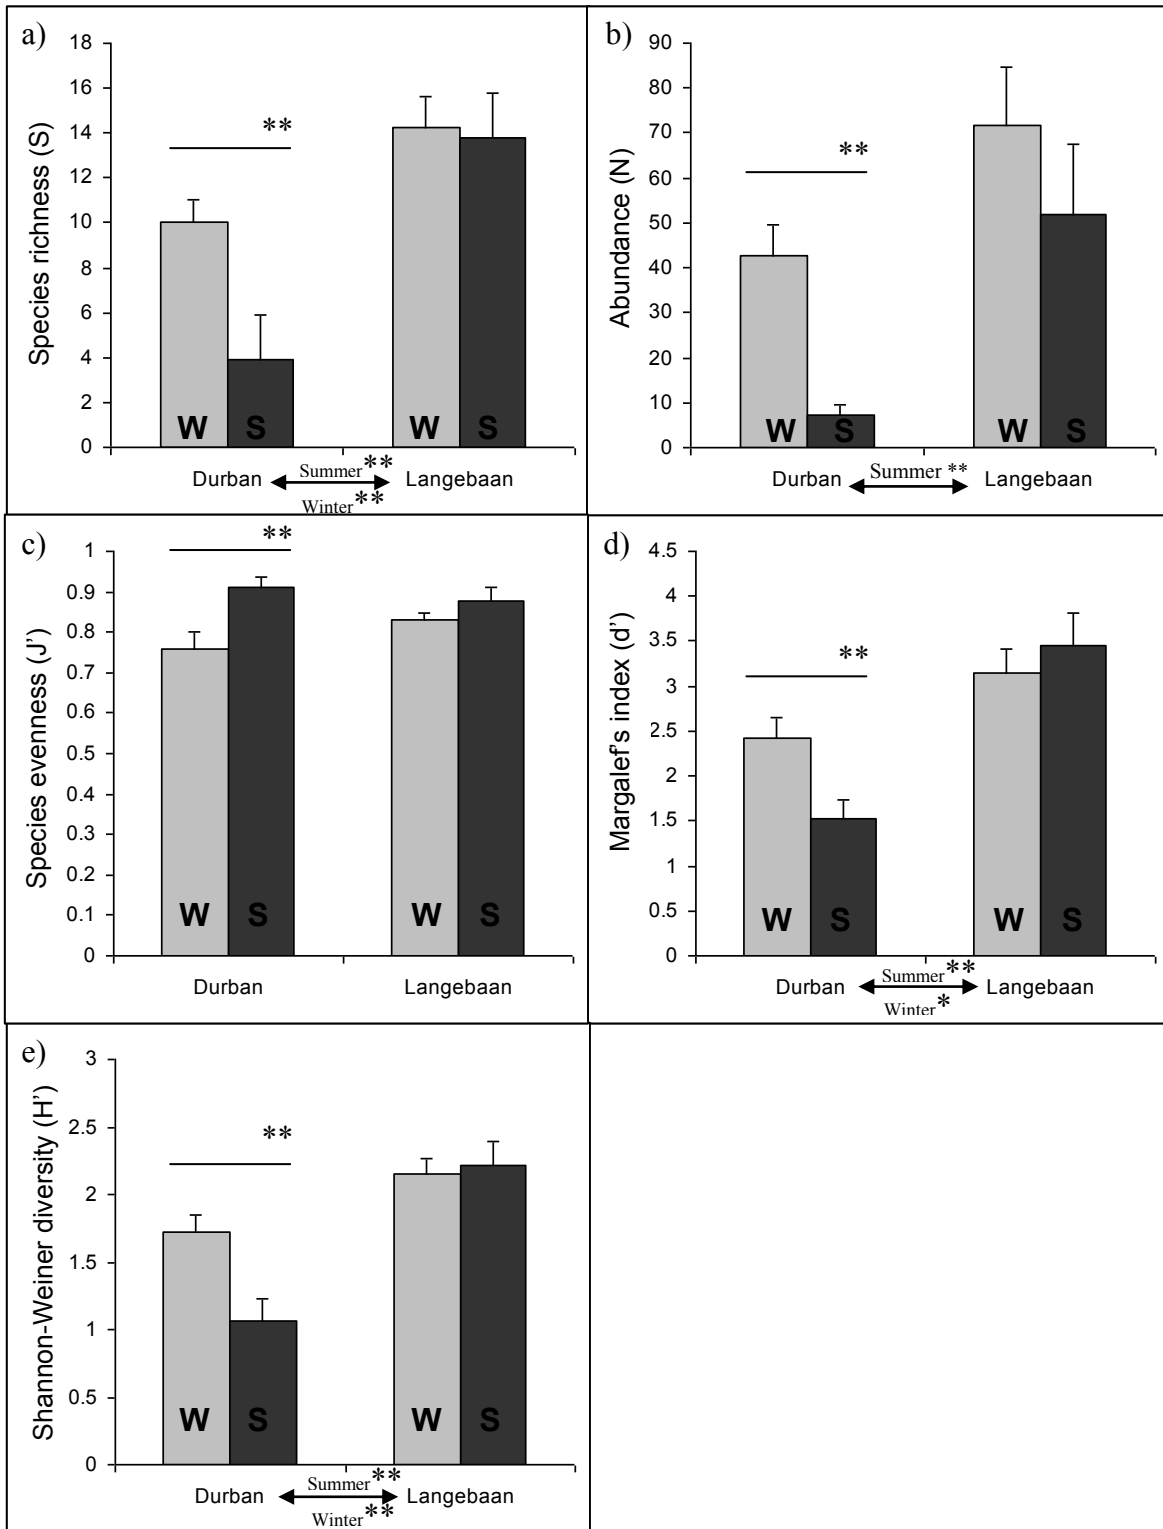 a)
Species richness (S)
18
16
14
12
10
8
6
4
2
0
**
W S W S
Durban Summer** Langebaan
Winter**
b)
Abundance (N)
90
80
70
60
50
40
30
20
10
0
**
W S W S
Durban Summer ** Langebaan
c)
Species evenness (J')
1
0.9
0.8
0.7
0.6
0.5
0.4
0.3
0.2
0.1
0
**
W S W S
Durban Langebaan
d)
Margalef's index (d')
4.5
4
3.5
3
2.5
2
1.5
1
0.5
0
**
W S W S
Durban Summer** Langebaan
Winter*
e)
Shannon-Weiner diversity (H')
3
2.5
2
1.5
1
0.5
0
**
W S W S
Durban Summer** Langebaan
Winter**